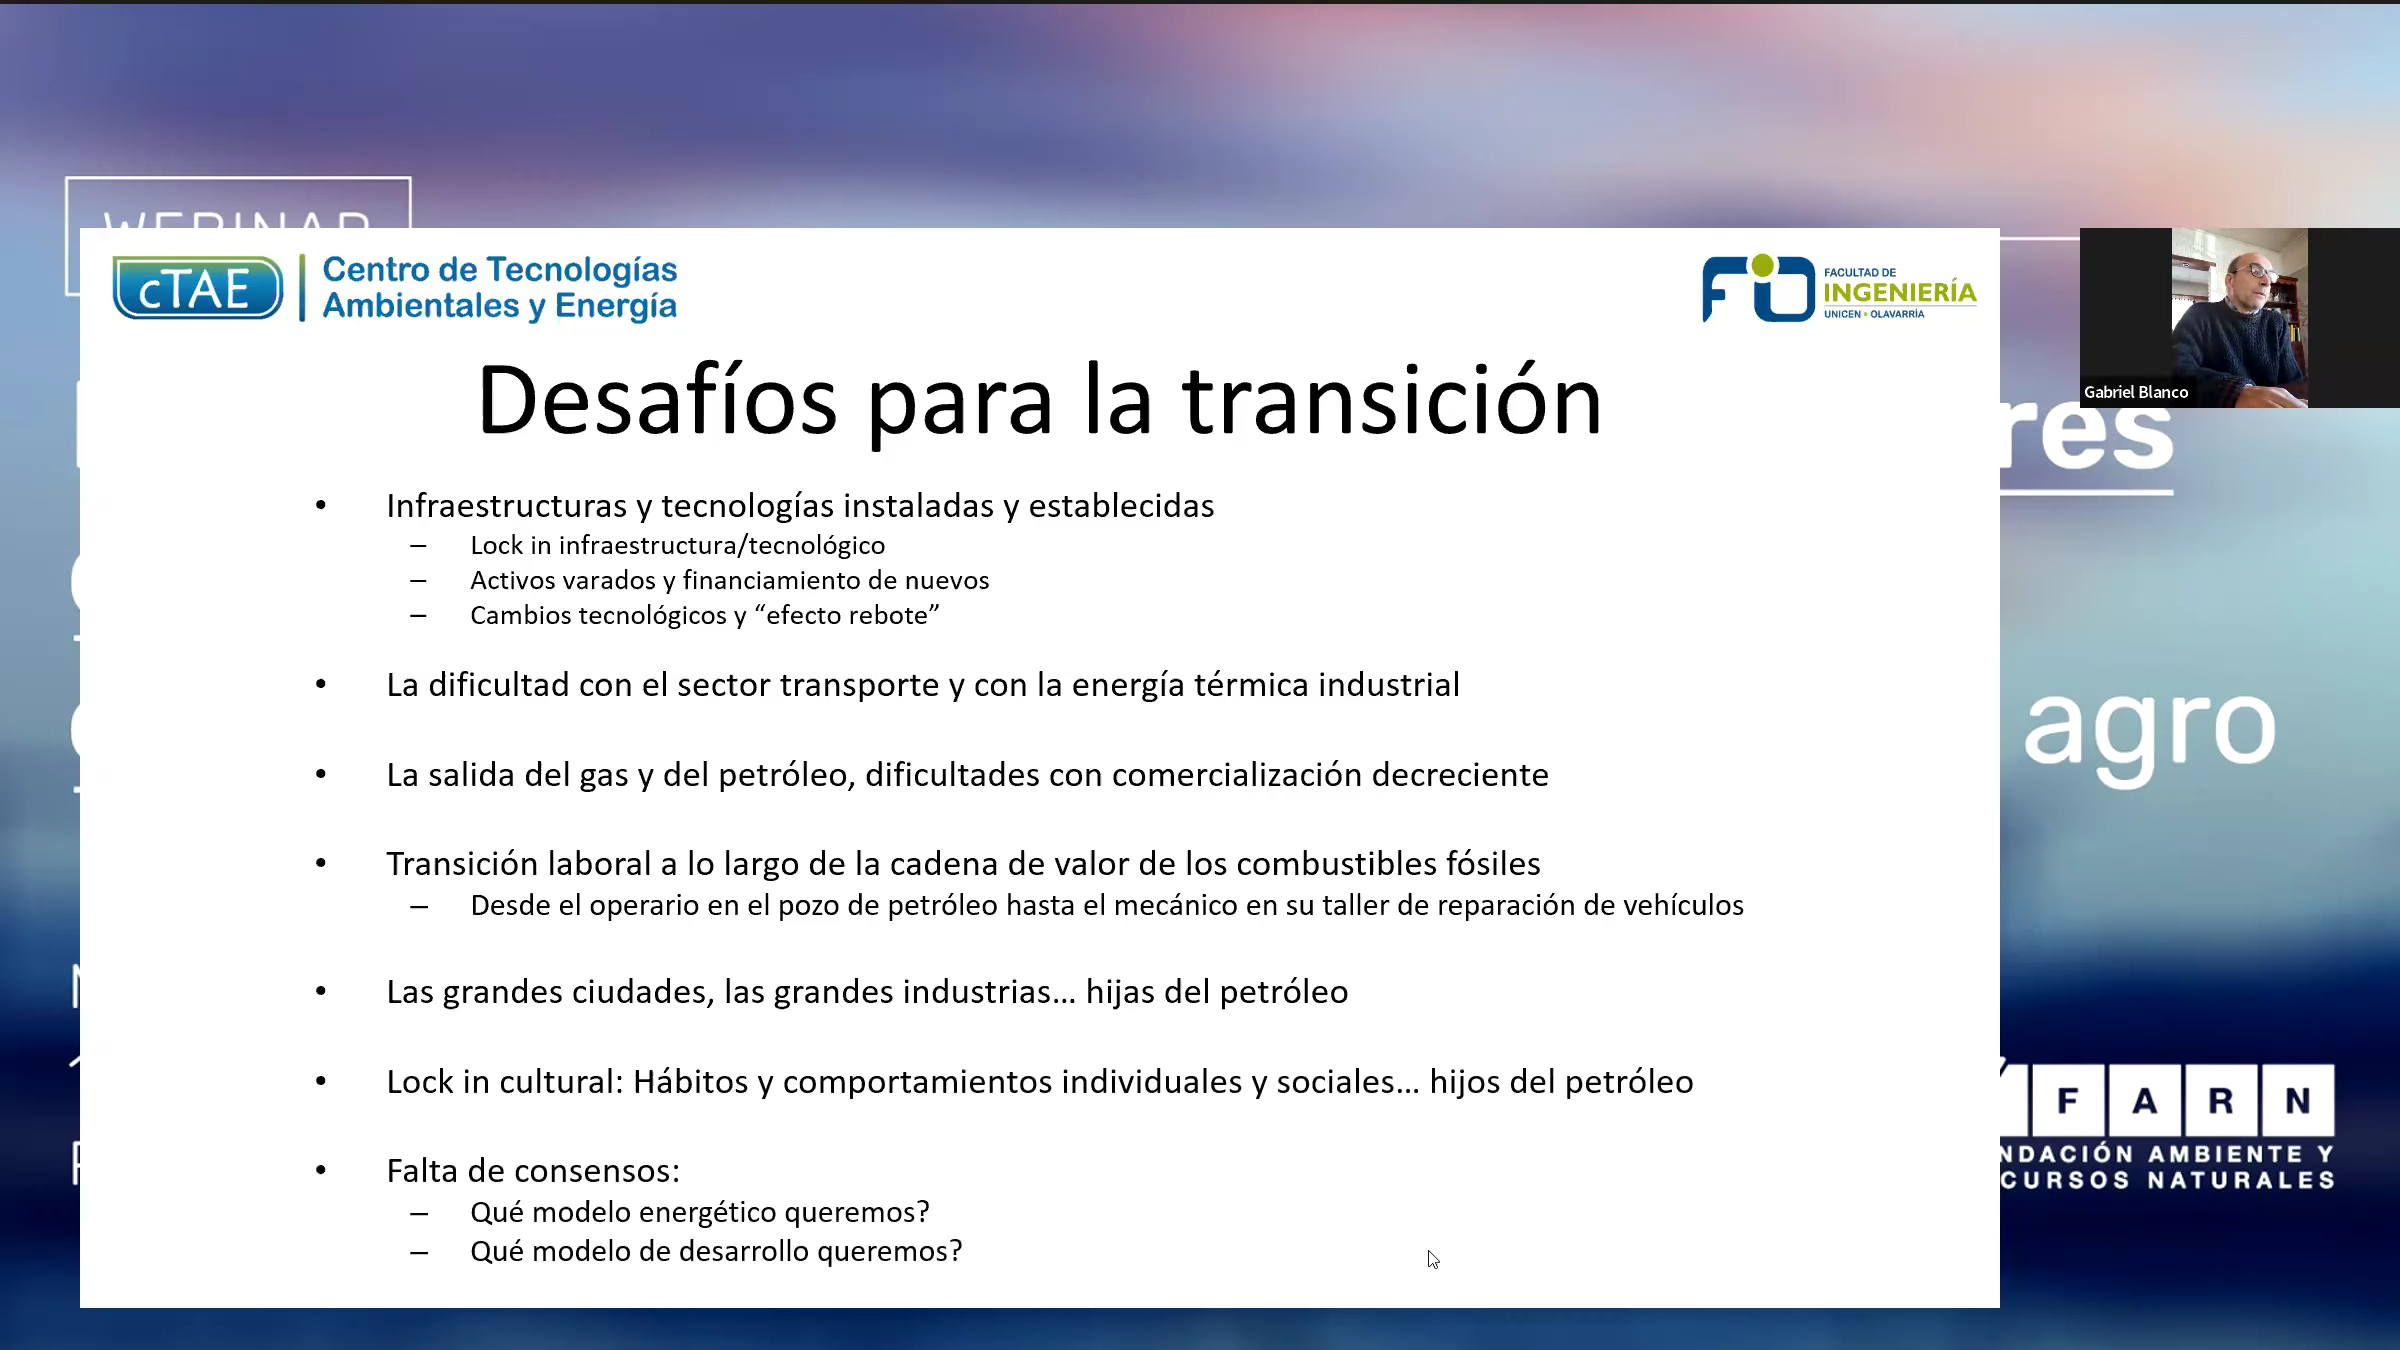 WEBINAR
cTAE
Centro de Tecnologías
Ambientales y Energía
FIO
FACULTAD DE
INGENIERÍA
UNICEN • OLAVARRÍA
Gabriel Blanco
res
Desafíos para la transición
• Infraestructuras y tecnologías instaladas y establecidas
– Lock in infraestructura/tecnológico
– Activos varados y financiamiento de nuevos
– Cambios tecnológicos y “efecto rebote”
• La dificultad con el sector transporte y con la energía térmica industrial
agro
• La salida del gas y del petróleo, dificultades con comercialización decreciente
• Transición laboral a lo largo de la cadena de valor de los combustibles fósiles
– Desde el operario en el pozo de petróleo hasta el mecánico en su taller de reparación de vehículos
• Las grandes ciudades, las grandes industrias... hijas del petróleo
• Lock in cultural: Hábitos y comportamientos individuales y sociales... hijos del petróleo
• Falta de consensos:
– Qué modelo energético queremos?
– Qué modelo de desarrollo queremos?
FARN
NDACIÓN AMBIENTE Y
CURSOS NATURALES